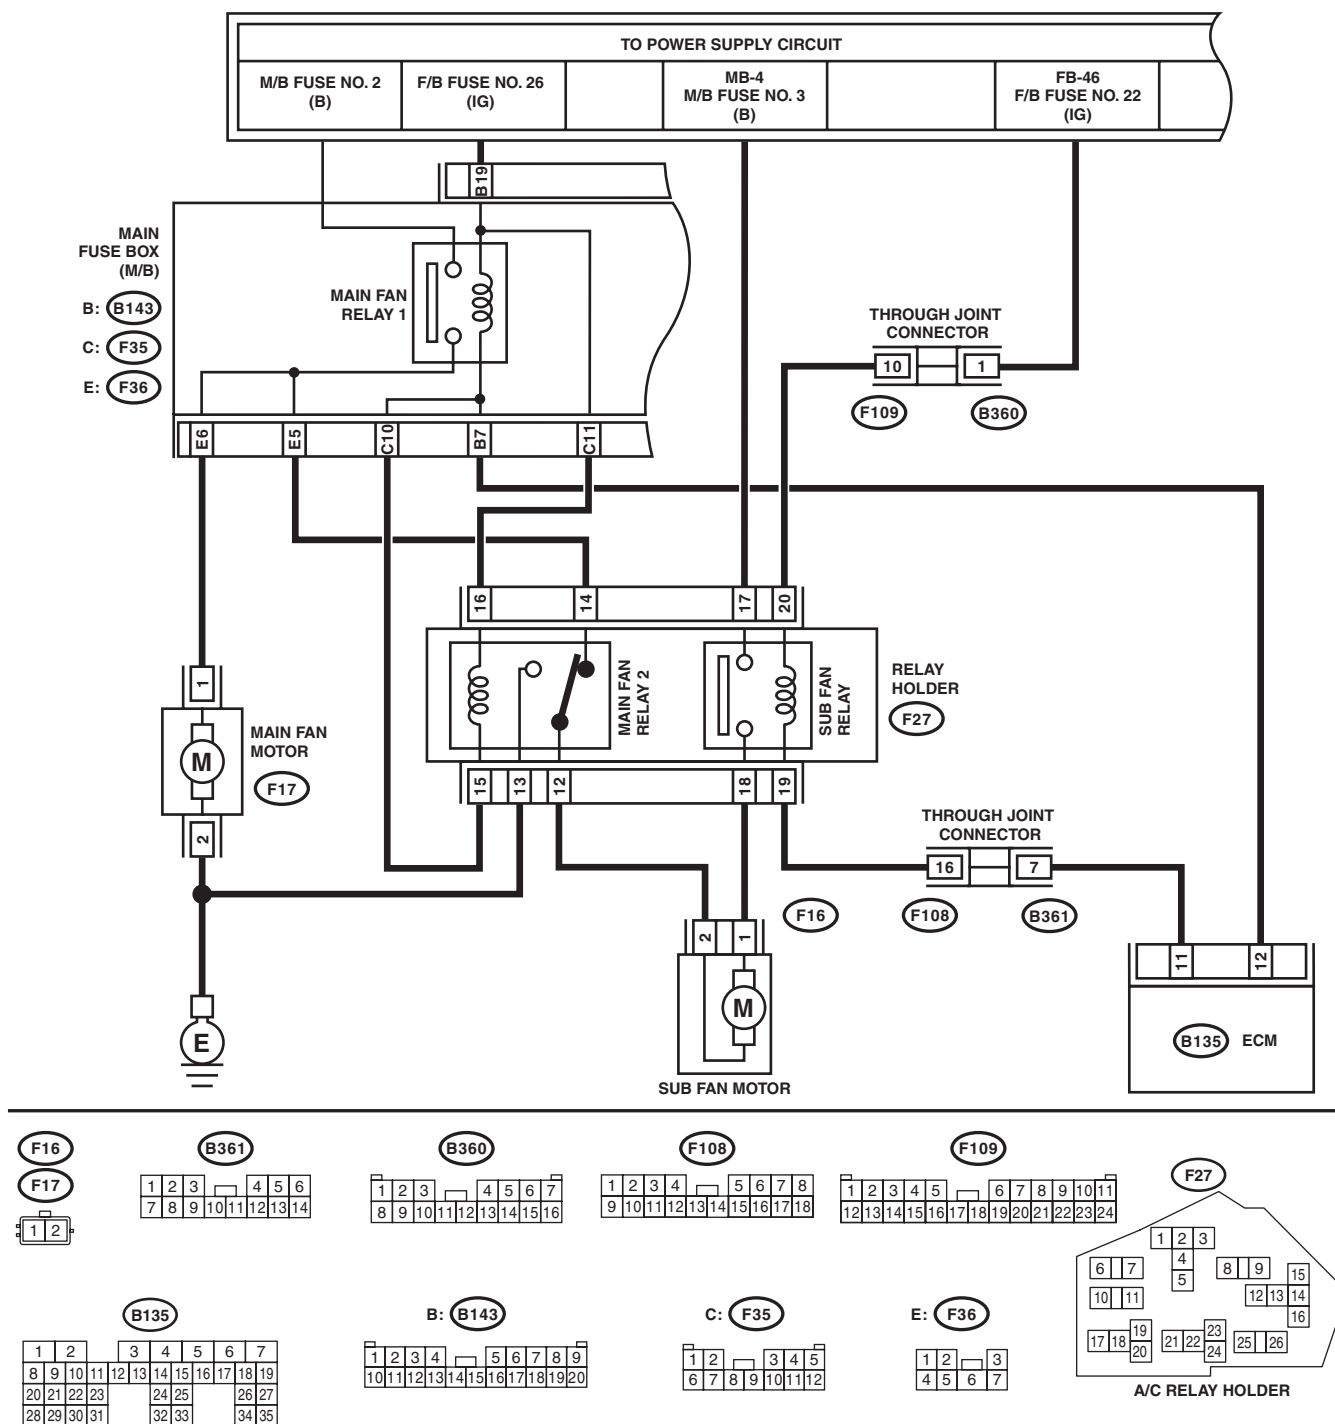 TO POWER SUPPLY CIRCUIT
M/B FUSE NO. 2
(B)
F/B FUSE NO. 26
(IG)
MB-4
M/B FUSE NO. 3
(B)
FB-46
F/B FUSE NO. 22
(IG)
B19
MAIN
FUSE BOX
(M/B)
B: B143
C: F35
E: F36
MAIN FAN
RELAY 1
THROUGH JOINT
CONNECTOR
10 1
F109 B360
E6 E5 C10 B7 C11
16 14 17 20
MAIN FAN
RELAY 2
SUB FAN
RELAY
RELAY
HOLDER
F27
1
MAIN FAN
MOTOR
M
F17
2
15 13 12 18 19
THROUGH JOINT
CONNECTOR
16 7
F16 F108 B361
2 1
M
SUB FAN MOTOR
11 12
B135 ECM
E
F16
F17
1 2
B361
1 2 3 4 5 6
7 8 9 10 11 12 13 14
B360
1 2 3 4 5 6 7
8 9 10 11 12 13 14 15 16
F108
1 2 3 4 5 6 7 8
9 10 11 12 13 14 15 16 17 18
F109
1 2 3 4 5 6 7 8 9 10 11
12 13 14 15 16 17 18 19 20 21 22 23 24
F27
1 2 3
4
5
6 7
8 9
10 11
15
12 13 14
16
17 18 19
20
21 22 23
24
25 26
A/C RELAY HOLDER
B135
1 2 3 4 5 6 7
8 9 10 11 12 13 14 15 16 17 18 19
20 21 22 23 24 25 26 27
28 29 30 31 32 33 34 35
B: B143
1 2 3 4 5 6 7 8 9
10 11 12 13 14 15 16 17 18 19 20
C: F35
1 2 3 4 5
6 7 8 9 10 11 12
E: F36
1 2 3
4 5 6 7